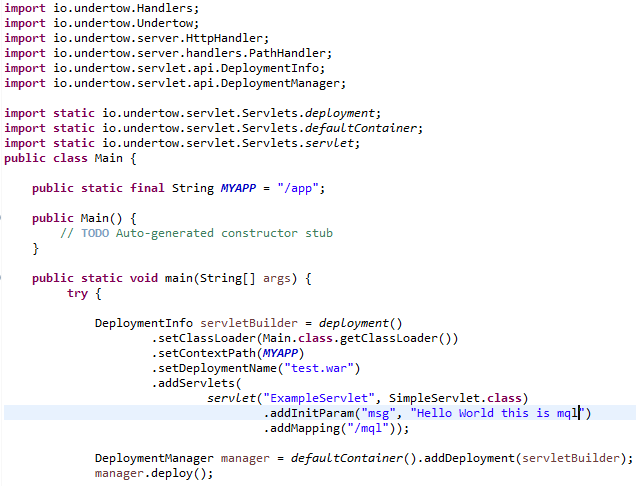 import io.undertow.Handlers;
import io.undertow.Undertow;
import io.undertow.server.HttpHandler;
import io.undertow.server.handlers.PathHandler;
import io.undertow.servlet.api.DeploymentInfo;
import io.undertow.servlet.api.DeploymentManager;

import static io.undertow.servlet.Servlets.deployment;
import static io.undertow.servlet.Servlets.defaultContainer;
import static io.undertow.servlet.Servlets.servlet;
public class Main {

    public static final String MYAPP = "/app";

    public Main() {
        // TODO Auto-generated constructor stub
    }

    public static void main(String[] args) {
         try {

             DeploymentInfo servletBuilder = deployment()
                     .setClassLoader(Main.class.getClassLoader())
                     .setContextPath(MYAPP)
                     .setDeploymentName("test.war")
                     .addServlets(
                             servlet("ExampleServlet", SimpleServlet.class)
                                     .addInitParam("msg", "Hello World this is mql")
                                     .addMapping("/mql"));

             DeploymentManager manager = defaultContainer().addDeployment(servletBuilder);
             manager.deploy();